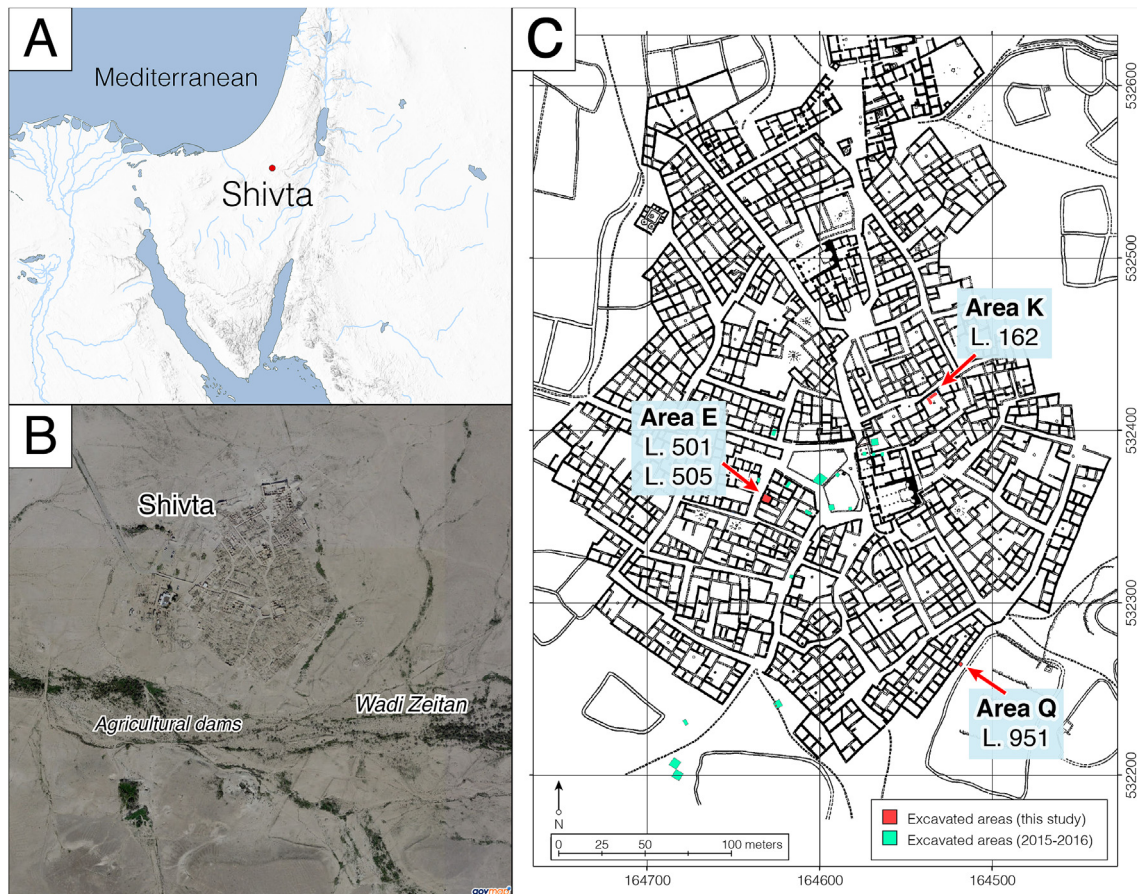 A
Mediterranean
Shivta
B
Shivta
Agricultural dams
Wadi Zeitan
govmap
C
532600
532500
Area K
L. 162
532400
Area E
L. 501
L. 505
532300
Area Q
L. 951
532200
N
0 25 50 100 meters
Excavated areas (this study)
Excavated areas (2015-2016)
164700
164600
164500